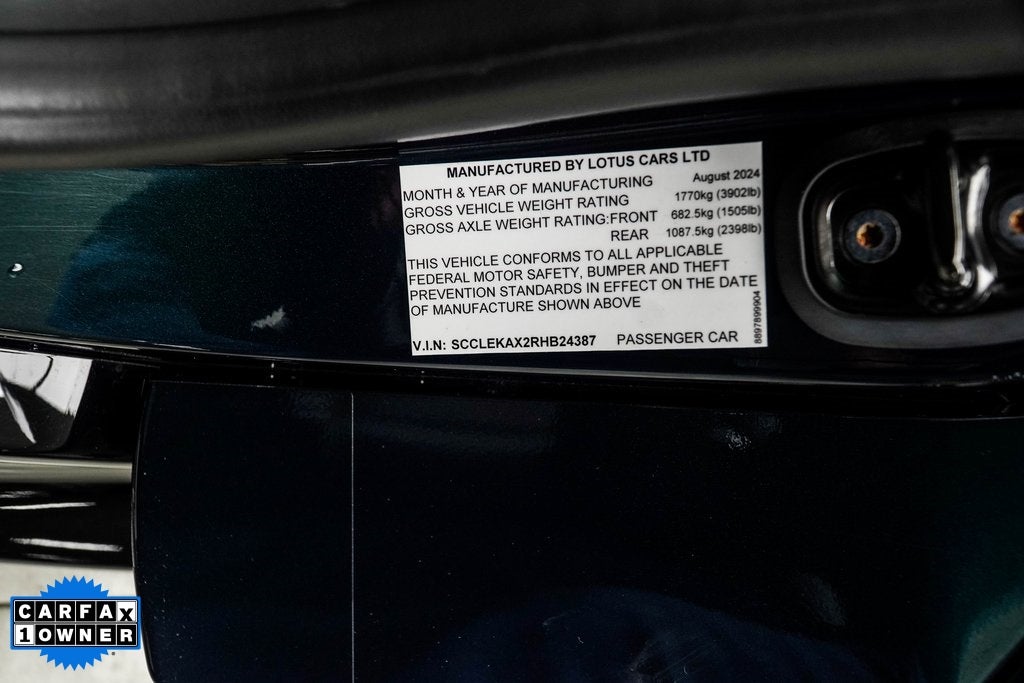 MANUFACTURED BY LOTUS CARS LTD
MONTH & YEAR OF MANUFACTURING August 2024
GROSS VEHICLE WEIGHT RATING 1770kg (3902lb)
GROSS AXLE WEIGHT RATING:FRONT 682.5kg (1505lb)
REAR 1087.5kg (2398lb)
THIS VEHICLE CONFORMS TO ALL APPLICABLE
FEDERAL MOTOR SAFETY, BUMPER AND THEFT
PREVENTION STANDARDS IN EFFECT ON THE DATE
OF MANUFACTURE SHOWN ABOVE
V.I.N: SCCLEKAX2RHB24387 PASSENGER CAR
8897899904
CARFAX
1 OWNER